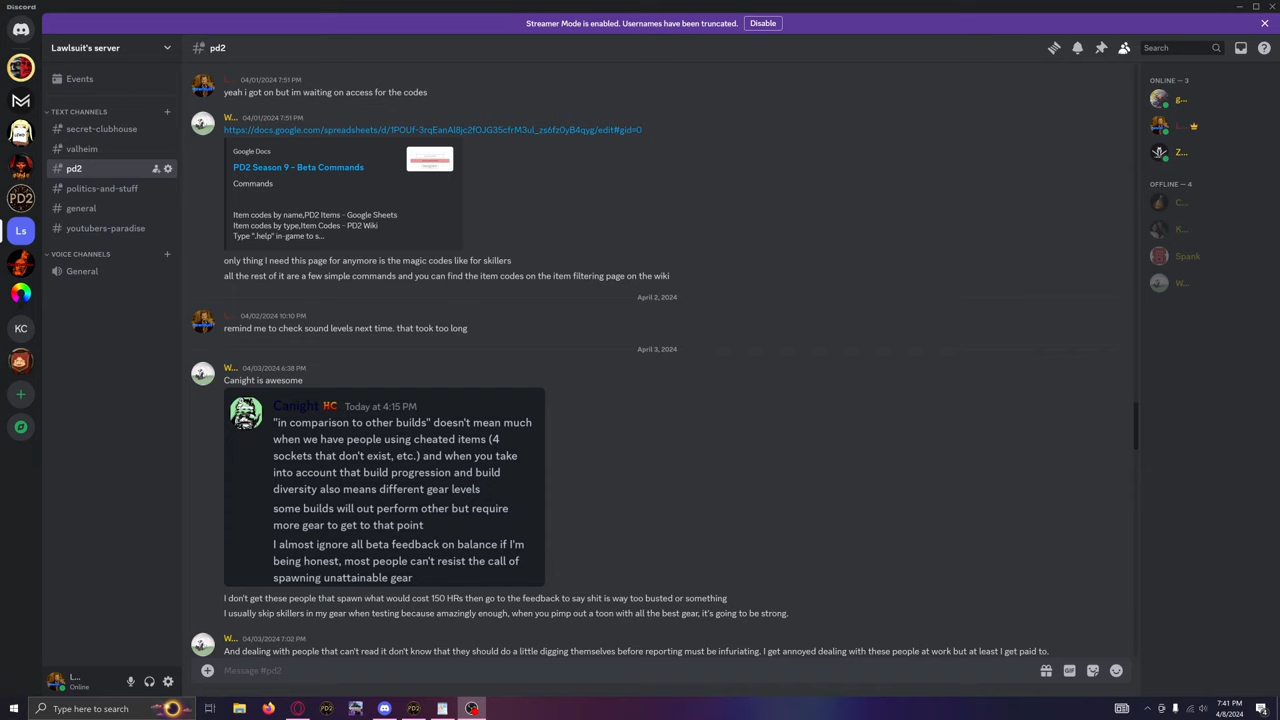 Discord
Streamer Mode is enabled. Usernames have been truncated. Disable
Lawlsuit's server
pd2
Search
Events
TEXT CHANNELS
secret-clubhouse
valheim
pd2
politics-and-stuff
general
youtubers-paradise
VOICE CHANNELS
General
PD2
Ls
KC
L... 04/01/2024 7:51 PM
yeah i got on but im waiting on access for the codes
W... 04/01/2024 7:51 PM
Google Docs
PD2 Season 9 - Beta Commands
Commands
Item codes by name,PD2 Items - Google Sheets
Item codes by type,Item Codes - PD2 Wiki
Type ".help" in-game to s...
only thing I need this page for anymore is the magic codes like for skillers
all the rest of it are a few simple commands and you can find the item codes on the item filtering page on the wiki
April 2, 2024
L... 04/02/2024 10:10 PM
remind me to check sound levels next time. that took too long
April 3, 2024
W... 04/03/2024 6:38 PM
Canight is awesome
Canight HC Today at 4:15 PM
"in comparison to other builds" doesn't mean much
when we have people using cheated items (4
sockets that don't exist, etc.) and when you take
into account that build progression and build
diversity also means different gear levels
some builds will out perform other but require
more gear to get to that point
I almost ignore all beta feedback on balance if I'm
being honest, most people can't resist the call of
spawning unattainable gear
I don't get these people that spawn what would cost 150 HRs then go to the feedback to say shit is way too busted or something
I usually skip skillers in my gear when testing because amazingly enough, when you pimp out a toon with all the best gear, it's going to be strong.
W... 04/03/2024 7:02 PM
And dealing with people that can't read it don't know that they should do a little digging themselves before reporting must be infuriating. I get annoyed dealing with these people at work but at least I get paid to.
Message #pd2
GIF
ONLINE — 3
g...
L...
Z...
OFFLINE — 4
C...
K...
Spank
W...
L...
Online
Type here to search
7:41 PM
4/8/2024